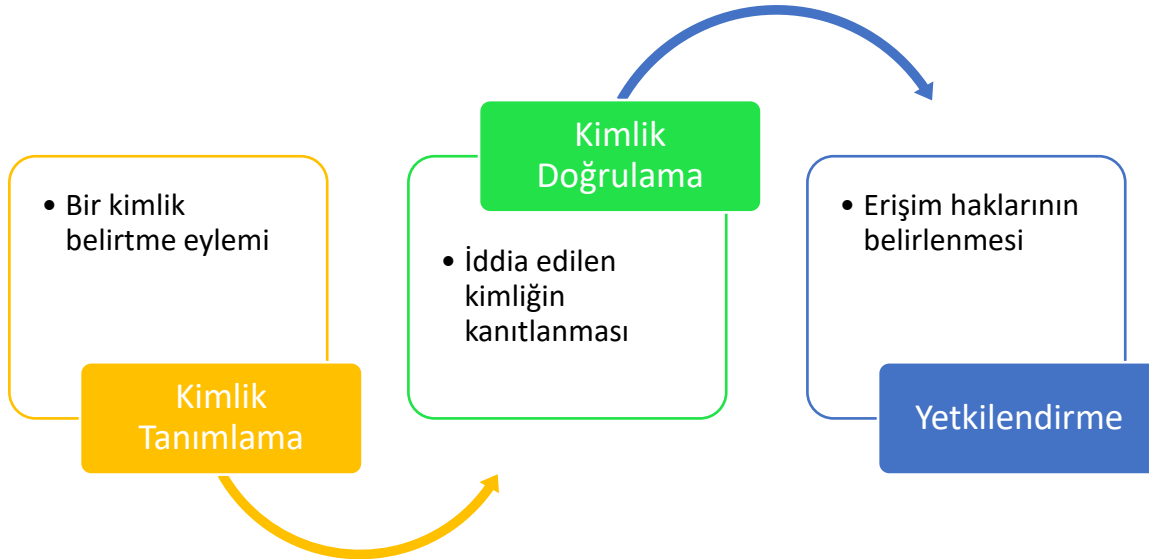 • Bir kimlik
belirtme eylemi
Kimlik
Tanımlama
Kimlik
Doğrulama
• İddia edilen
kimliğin
kanıtlanması
• Erişim haklarının
belirlenmesi
Yetkilendirme